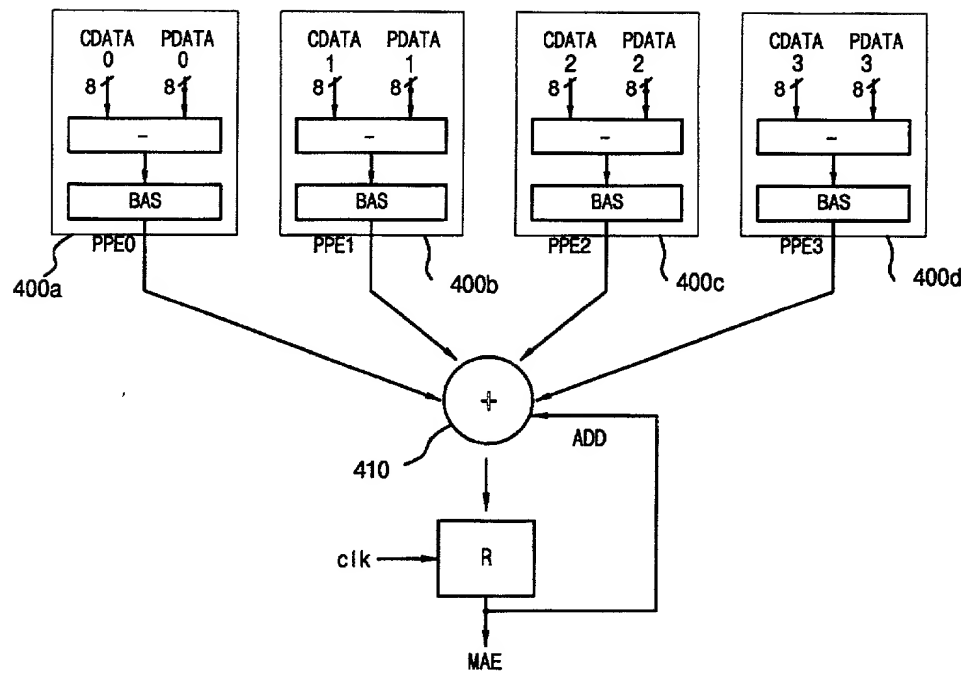 CDATA PDATA CDATA PDATA CDATA PDATA CDATA PDATA
0 0 1 1 2 2 3 3
8 8 8 8 8 8 8 8
- - - -
BAS BAS BAS BAS
PPE0 PPE1 PPE2 PPE3
400a 400b 400c 400d
+
ADD
410
clk R
MAE